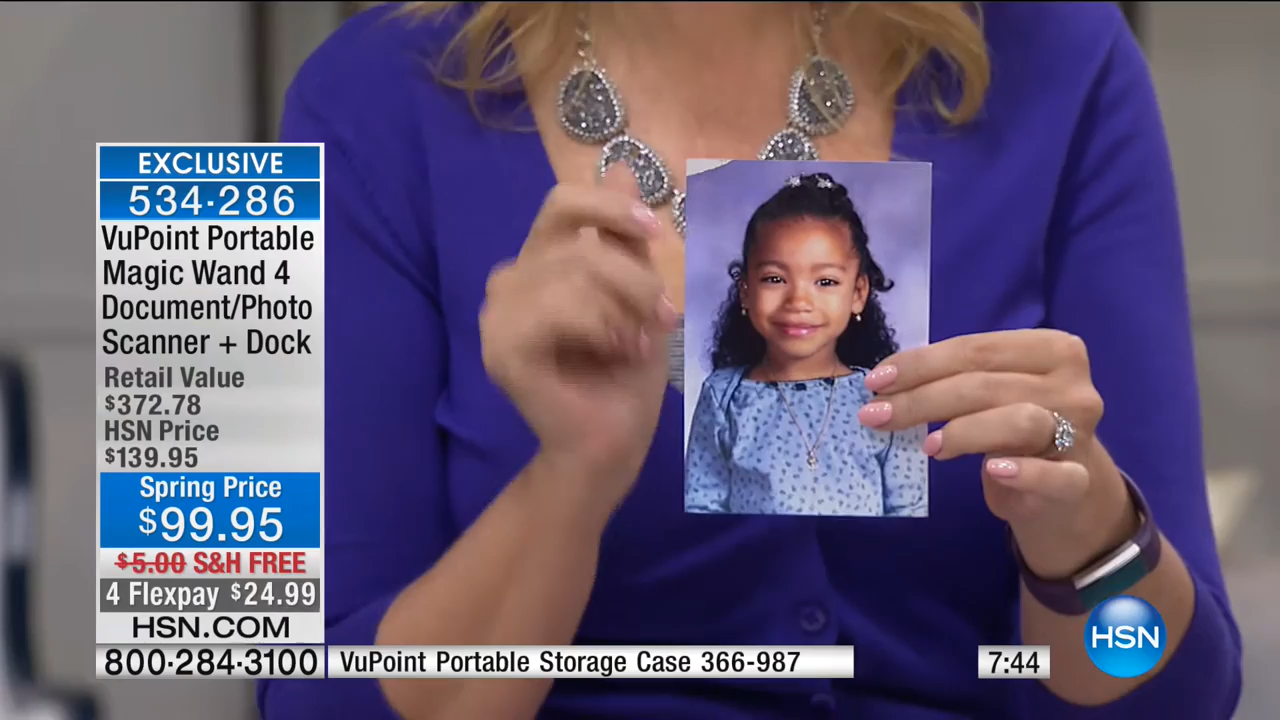 EXCLUSIVE
534-286
VuPoint Portable
Magic Wand 4
Document/Photo
Scanner + Dock
Retail Value
$372.78
HSN Price
$139.95
Spring Price
$99.95
$5.00 S&H FREE
4 Flexpay $24.99
HSN.COM
800-284-3100
VuPoint Portable Storage Case 366-987
7:44
HSN